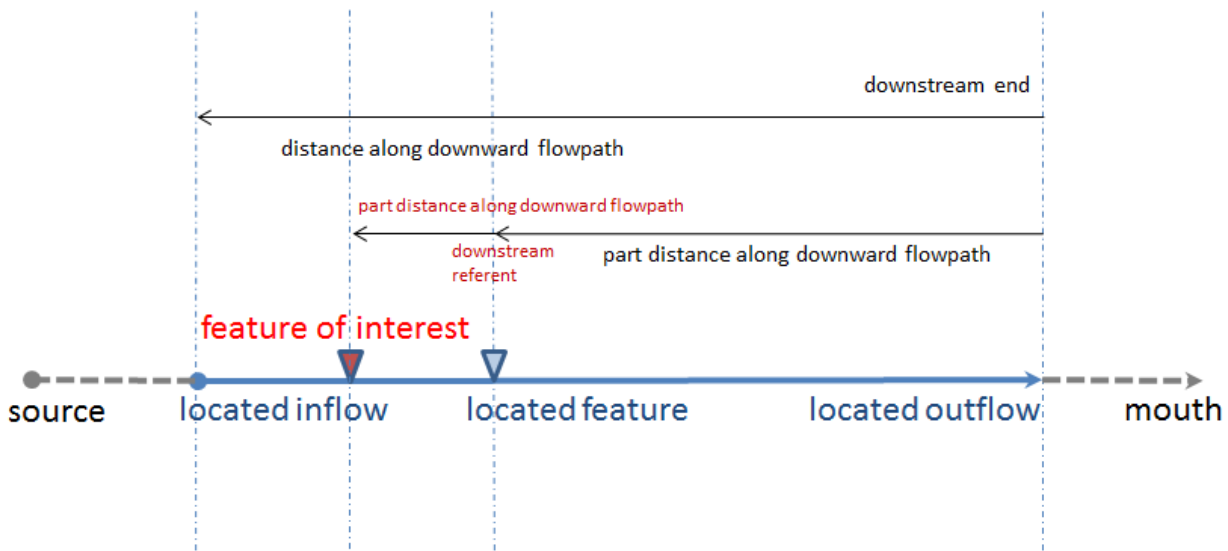 downstream end
distance along downward flowpath
part distance along downward flowpath
downstream
referent
part distance along downward flowpath
feature of interest
source
located inflow
located feature
located outflow
mouth